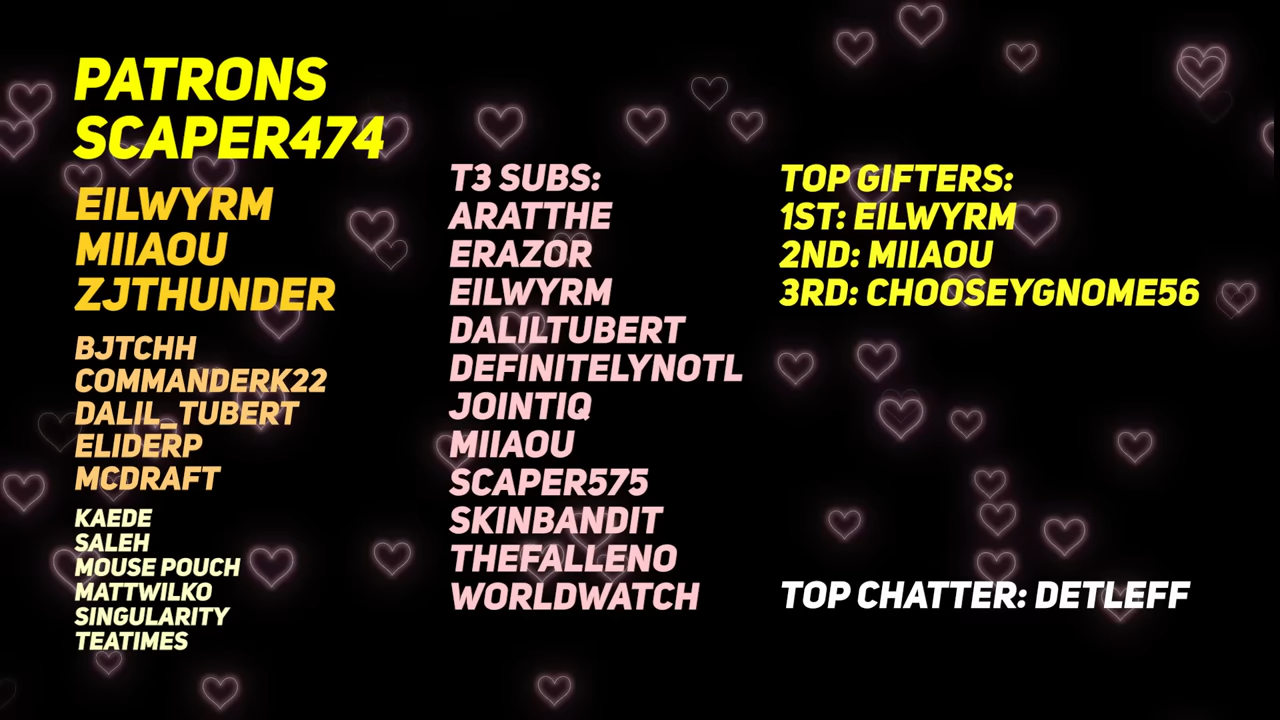 PATRONS
SCAPER474
EILWYRM
MIIAOU
ZJTHUNDER
BJTCHH
COMMANDERK22
DALIL_TUBERT
ELIDERP
MCDRAFT
KAEDE
SALEH
MOUSE POUCH
MATTWILKO
SINGULARITY
TEATIMES
T3 SUBS:
ARATTHE
ERAZOR
EILWYRM
DALILTUBERT
DEFINITELYNOTL
JOINTIQ
MIIAOU
SCAPER575
SKINBANDIT
THEFALLENO
WORLDWATCH
TOP GIFTERS:
1ST: EILWYRM
2ND: MIIAOU
3RD: CHOOSEYGNOME56
TOP CHATTER: DETLEFF